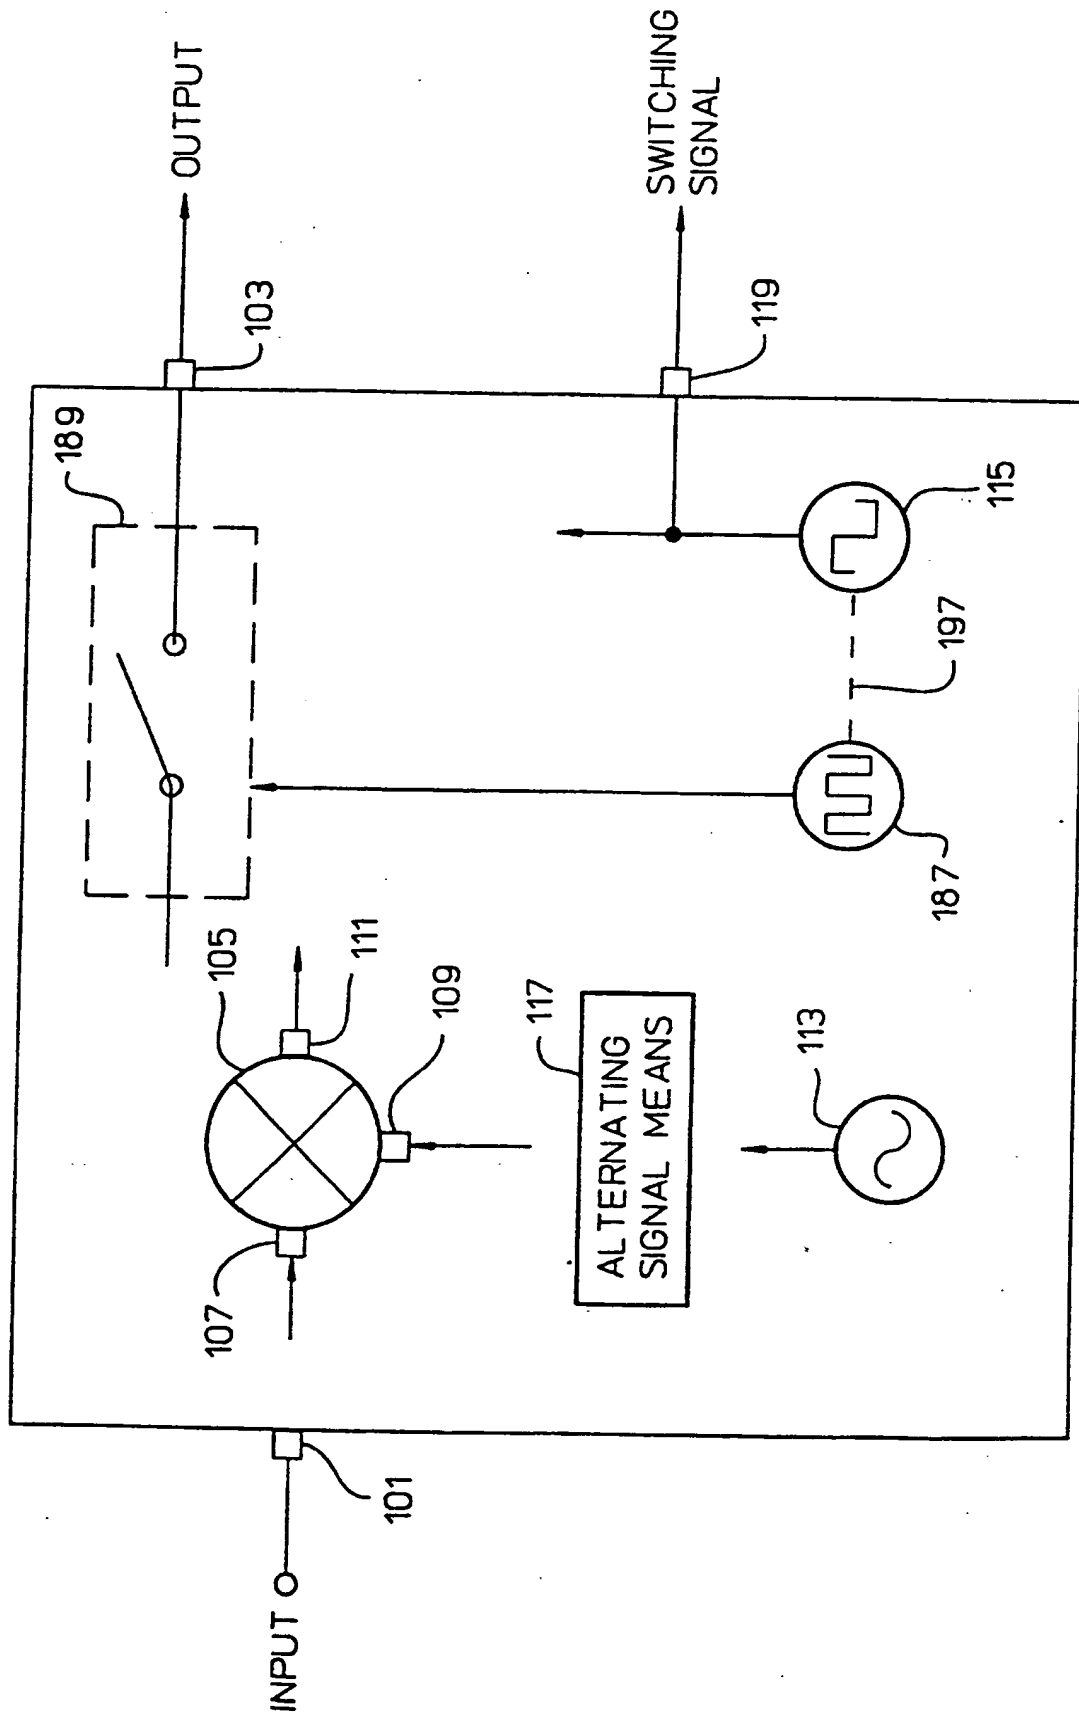 OUTPUT
103
189
SWITCHING
SIGNAL
119
115
197
187
105
111
109
117
ALTERNATING
SIGNAL MEANS
113
107
101
INPUT